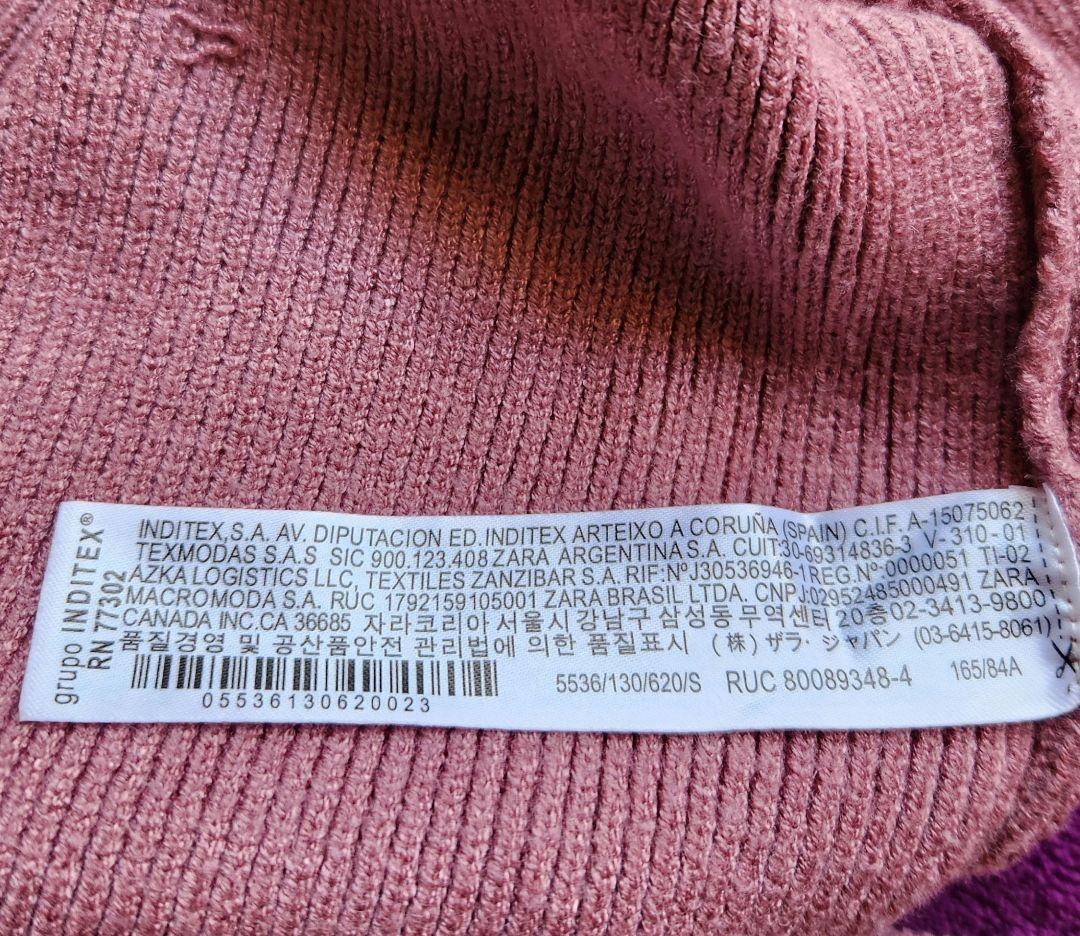 grupo INDITEX®
RN 77302
INDITEX,S.A. AV. DIPUTACION ED.INDITEX ARTEIXO A CORUÑA (SPAIN) C.I.F. A-15075062
TEXMODAS S.A.S SIC 900.123.408 ZARA ARGENTINA S.A. CUIT:30-69314836-3 V-310-01
AZKA LOGISTICS LLC, TEXTILES ZANZIBAR S.A. RIF:NºJ30536946-1 REG.Nº-0000051 TI-02
MACROMODA S.A. RÚC 1792159105001 ZARA BRASIL LTDA. CNPJ:02952485000491 ZARA
CANADA INC.CA 36685 자라코리아 서울시 강남구 삼성동 무역센터 20층 02-3413-9800
품질경영 및 공산품안전 관리법에 의한 품질표시 (株) ザラ・ジャパン (03-6415-8061)
05536130620023
5536/130/620/S RUC 80089348-4 165/84A